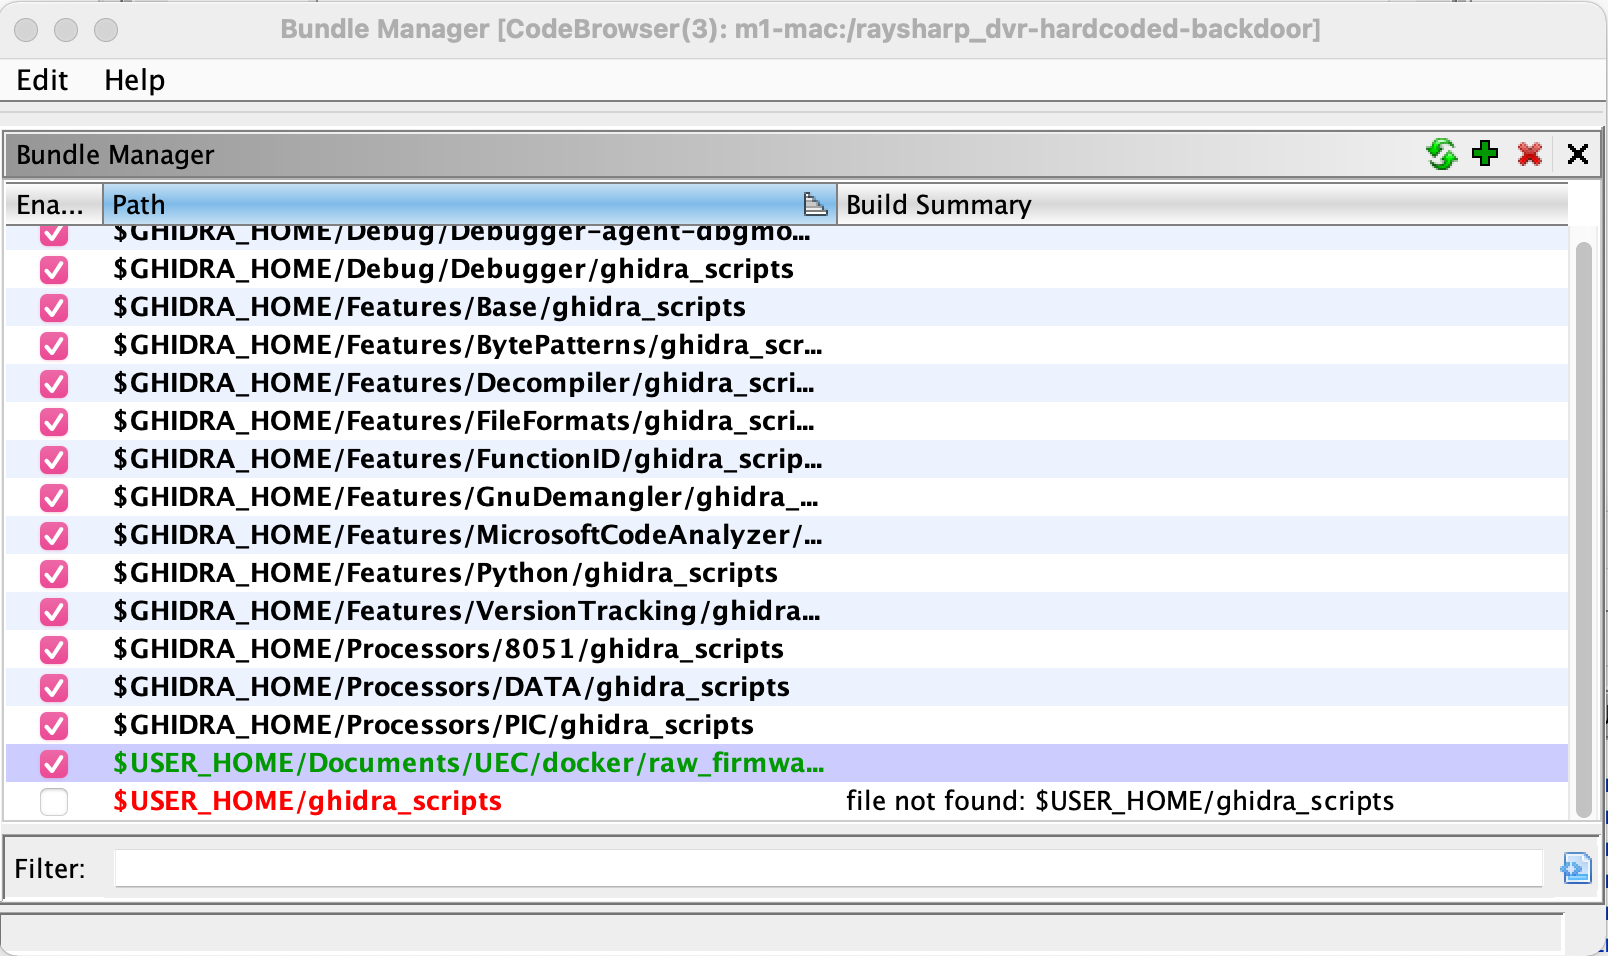 Bundle Manager [CodeBrowser(3): m1-mac:/raysharp_dvr-hardcoded-backdoor]
Edit Help
Bundle Manager
Ena... Path Build Summary
$GHIDRA_HOME/Debug/Debugger-agent-dbgmo...
$GHIDRA_HOME/Debug/Debugger/ghidra_scripts
$GHIDRA_HOME/Features/Base/ghidra_scripts
$GHIDRA_HOME/Features/BytePatterns/ghidra_scr...
$GHIDRA_HOME/Features/Decompiler/ghidra_scri...
$GHIDRA_HOME/Features/FileFormats/ghidra_scri...
$GHIDRA_HOME/Features/FunctionID/ghidra_scrip...
$GHIDRA_HOME/Features/GnuDemangler/ghidra_...
$GHIDRA_HOME/Features/MicrosoftCodeAnalyzer/...
$GHIDRA_HOME/Features/Python/ghidra_scripts
$GHIDRA_HOME/Features/VersionTracking/ghidra...
$GHIDRA_HOME/Processors/8051/ghidra_scripts
$GHIDRA_HOME/Processors/DATA/ghidra_scripts
$GHIDRA_HOME/Processors/PIC/ghidra_scripts
$USER_HOME/Documents/UEC/docker/raw_firmwa...
$USER_HOME/ghidra_scripts file not found: $USER_HOME/ghidra_scripts
Filter: